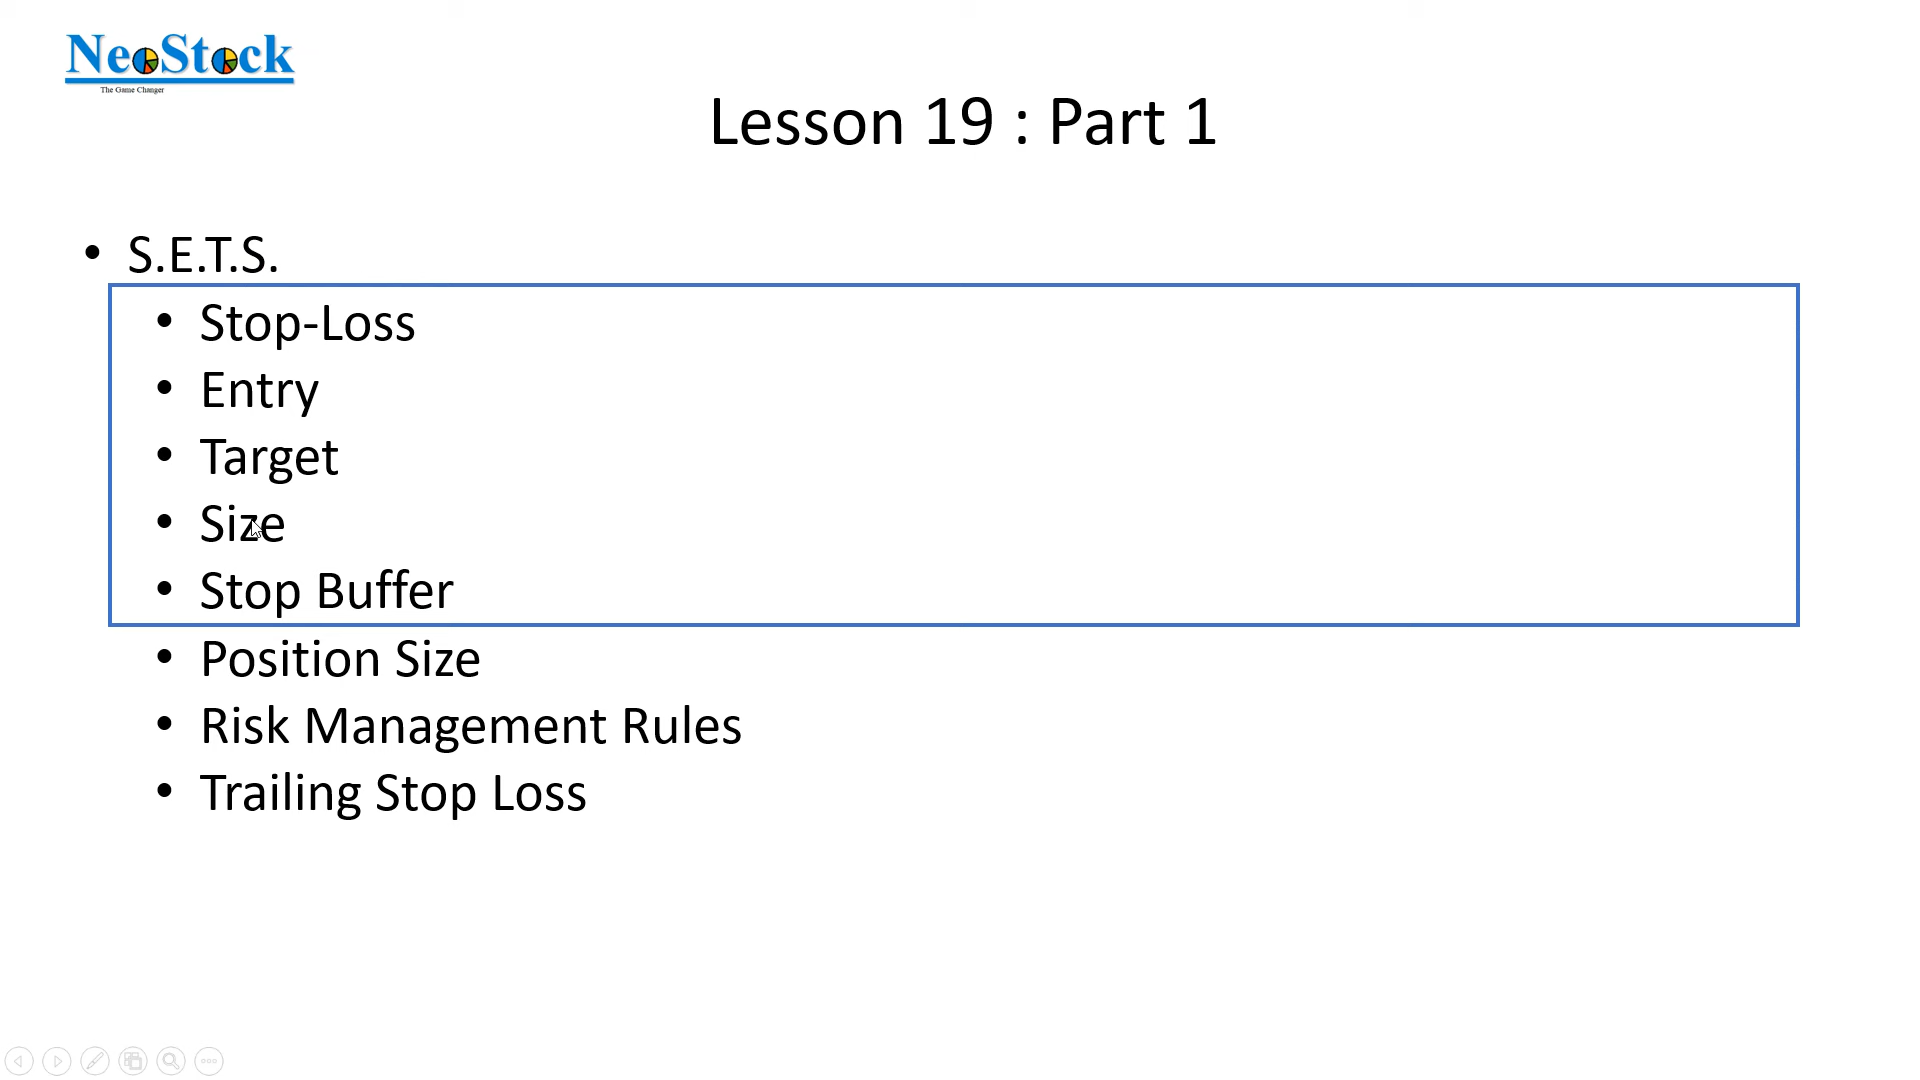 NeoStock
The Game Changer
Lesson 19 : Part 1
• S.E.T.S.
• Stop-Loss
• Entry
• Target
• Size
• Stop Buffer
• Position Size
• Risk Management Rules
• Trailing Stop Loss